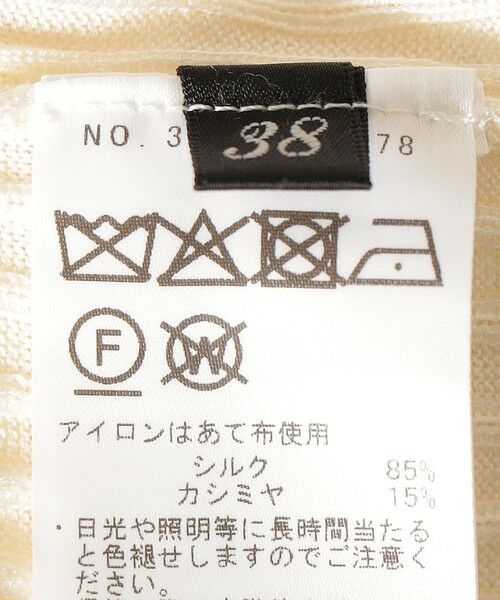 NO. 3
38
78
F
W
アイロンはあて布使用
シルク 85%
カシミヤ 15%
・日光や照明等に長時間当たる
と色褪せしますのでご注意く
ださい。